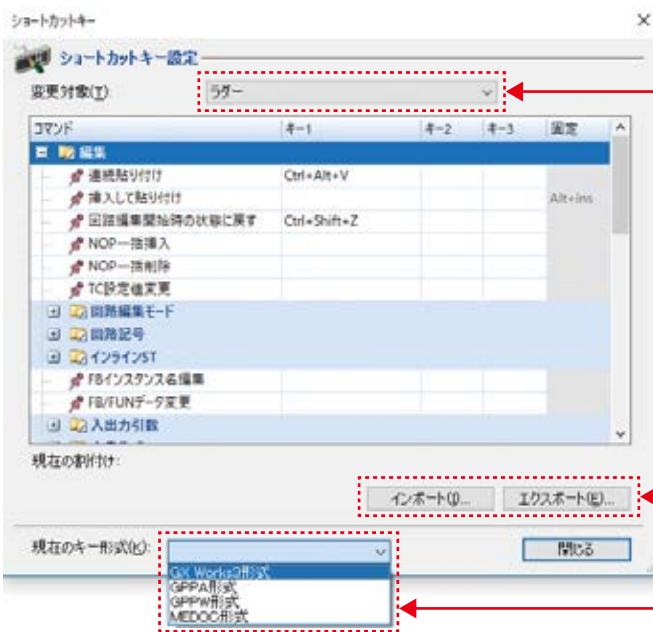 ショートカットキー
ショートカットキー設定
変更対象(T) ラダー
コマンド キー1 キー2 キー3 固定
編集
連続貼り付け Ctrl+Alt+V
挿入して貼り付け Alt+Ins
回路編集開始時の状態に戻す Ctrl+Shift+Z
NOP一括挿入
NOP一括削除
TC設定値変更
回路編集モード
回路記号
インラインST
FBインスタンス名編集
FB/FUNデータ変更
入出力引数
現在の割付け:
インポート(I)... エクスポート(E)...
現在のキー形式(K): 閉じる
GX Works3形式
GPPA形式
GPPW形式
MEDOC形式